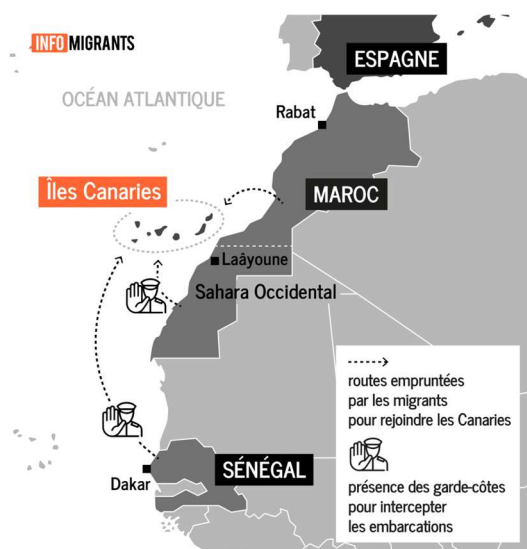 INFO MIGRANTS
ESPAGNE
OCÉAN ATLANTIQUE
Rabat
Îles Canaries
MAROC
Laâyoune
Sahara Occidental
routes empruntées
par les migrants
pour rejoindre les Canaries
SÉNÉGAL
Dakar
présence des garde-côtes
pour intercepter
les embarcations